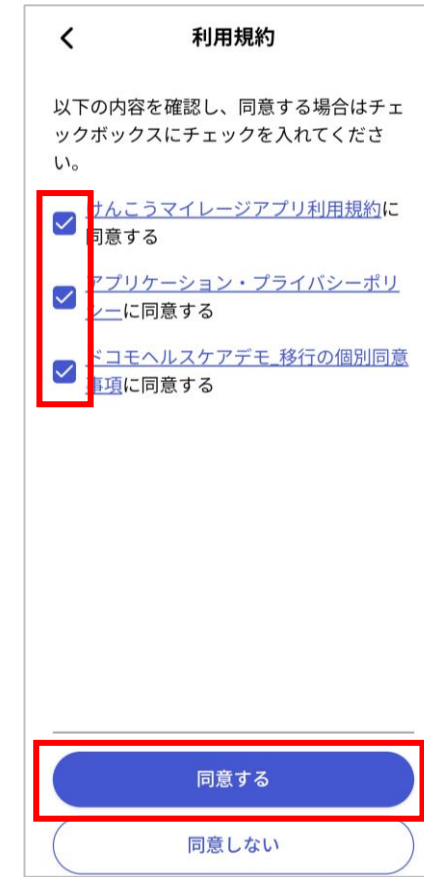 利用規約
以下の内容を確認し、同意する場合はチェ
ックボックスにチェックを入れてくださ
い。
けんこうマイレージアプリ利用規約に
同意する
アプリケーション・プライバシーポリ
シーに同意する
ドコモヘルスケアデモ_移行の個別同意
事項に同意する
同意する
同意しない